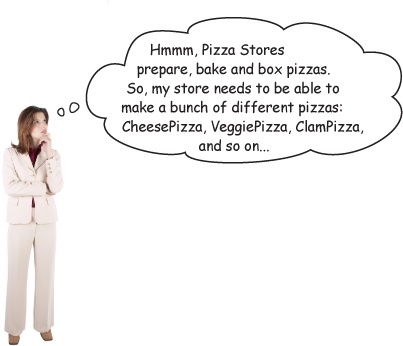 Hmmm, Pizza Stores
prepare, bake and box pizzas.
So, my store needs to be able to
make a bunch of different pizzas:
CheesePizza, VeggiePizza, ClamPizza,
and so on...